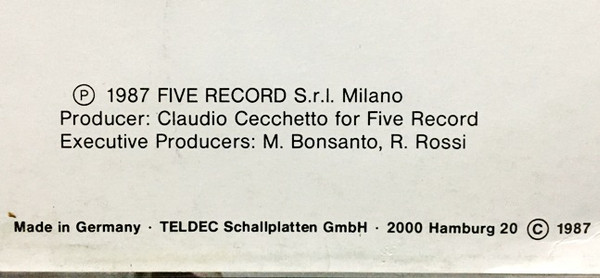 ℗ 1987 FIVE RECORD S.r.l. Milano
Producer: Claudio Cecchetto for Five Record
Executive Producers: M. Bonsanto, R. Rossi
Made in Germany · TELDEC Schallplatten GmbH · 2000 Hamburg 20 © 1987